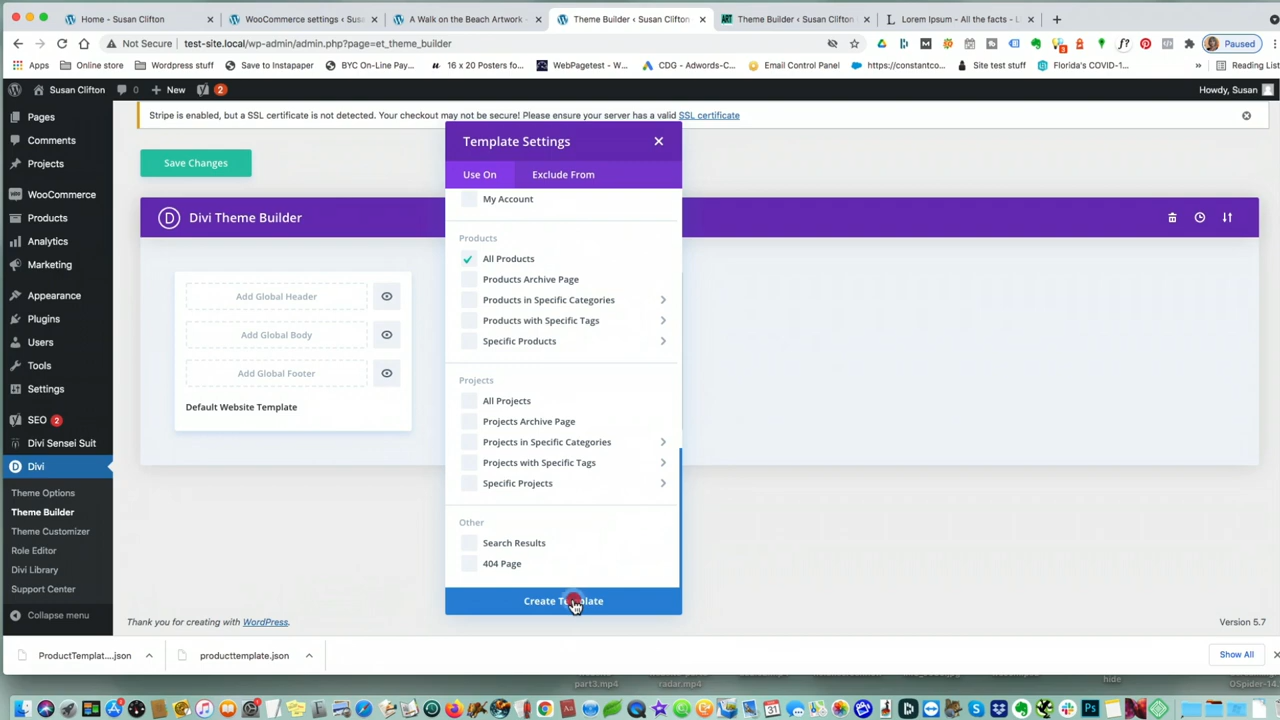 Home - Susan Clifton
WooCommerce settings < Susan
A Walk on the Beach Artwork -
Theme Builder < Susan Clifton
Theme Builder < Susan Clifton
Lorem Ipsum - All the facts - L
Not Secure
test-site.local/wp-admin/admin.php?page=et_theme_builder
Paused
Apps
Online store
Wordpress stuff
Save to Instapaper
BYC On-Line Pay...
16 x 20 Posters fo...
WebPagetest - W...
CDG - Adwords-C...
Email Control Panel
https://constantco...
Site test stuff
Florida's COVID-1...
»
Reading List
Susan Clifton
0
New
2
Howdy, Susan
Pages
Comments
Projects
WooCommerce
Products
Analytics
Marketing
Appearance
Plugins
Users
Tools
Settings
SEO 2
Divi Sensei Suit
Divi
Theme Options
Theme Builder
Theme Customizer
Role Editor
Divi Library
Support Center
Collapse menu
Stripe is enabled, but a SSL certificate is not detected. Your checkout may not be secure! Please ensure your server has a valid SSL certificate
Save Changes
Divi Theme Builder
Add Global Header
Add Global Body
Add Global Footer
Default Website Template
Template Settings
Use On
Exclude From
My Account
Products
All Products
Products Archive Page
Products in Specific Categories
Products with Specific Tags
Specific Products
Projects
All Projects
Projects Archive Page
Projects in Specific Categories
Projects with Specific Tags
Specific Projects
Other
Search Results
404 Page
Create Template
Thank you for creating with WordPress.
Version 5.7
ProductTemplat....json
producttemplate.json
Show All
part3.mp4
radar.mp4
hide
OSpider-14.